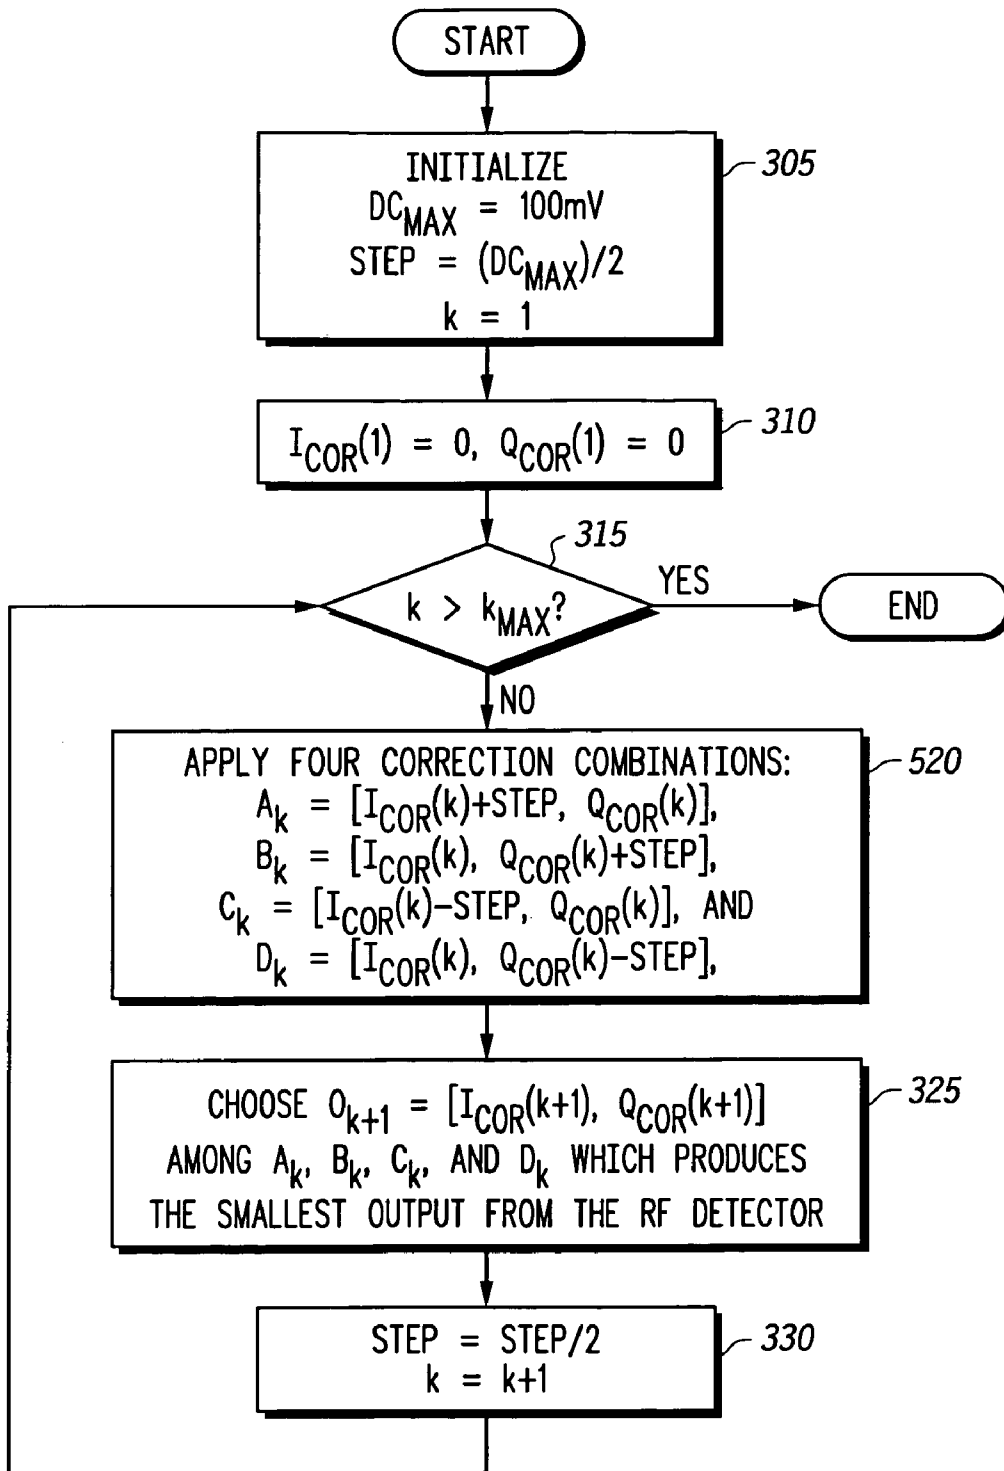 START
INITIALIZE
DCMAX = 100mV
STEP = (DCMAX)/2
k = 1
305
ICOR(1) = 0, QCOR(1) = 0
310
315
k > kMAX?
YES
END
NO
APPLY FOUR CORRECTION COMBINATIONS:
Ak = [ICOR(k)+STEP, QCOR(k)],
Bk = [ICOR(k), QCOR(k)+STEP],
Ck = [ICOR(k)−STEP, QCOR(k)], AND
Dk = [ICOR(k), QCOR(k)−STEP],
520
CHOOSE Ok+1 = [ICOR(k+1), QCOR(k+1)]
AMONG Ak, Bk, Ck, AND Dk WHICH PRODUCES
THE SMALLEST OUTPUT FROM THE RF DETECTOR
325
STEP = STEP/2
k = k+1
330